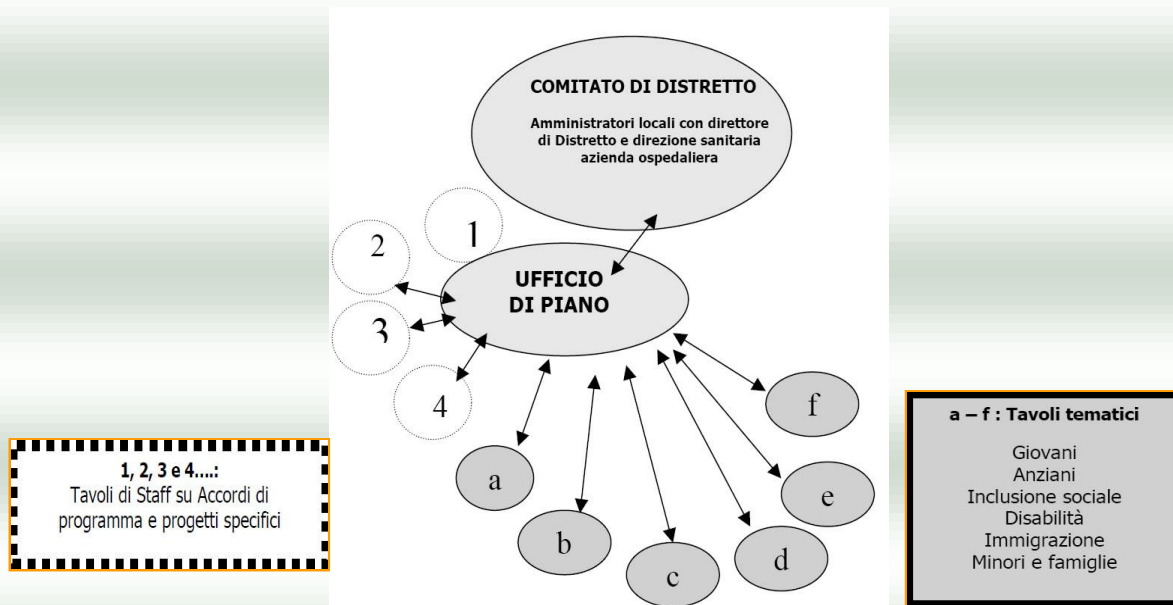 COMITATO DI DISTRETTO
Amministratori locali con direttore
di Distretto e direzione sanitaria
azienda ospedaliera
1
2
UFFICIO
DI PIANO
3
4
f
a
e
b
d
c
1, 2, 3 e 4....:
Tavoli di Staff su Accordi di
programma e progetti specifici
a – f : Tavoli tematici
Giovani
Anziani
Inclusione sociale
Disabilità
Immigrazione
Minori e famiglie